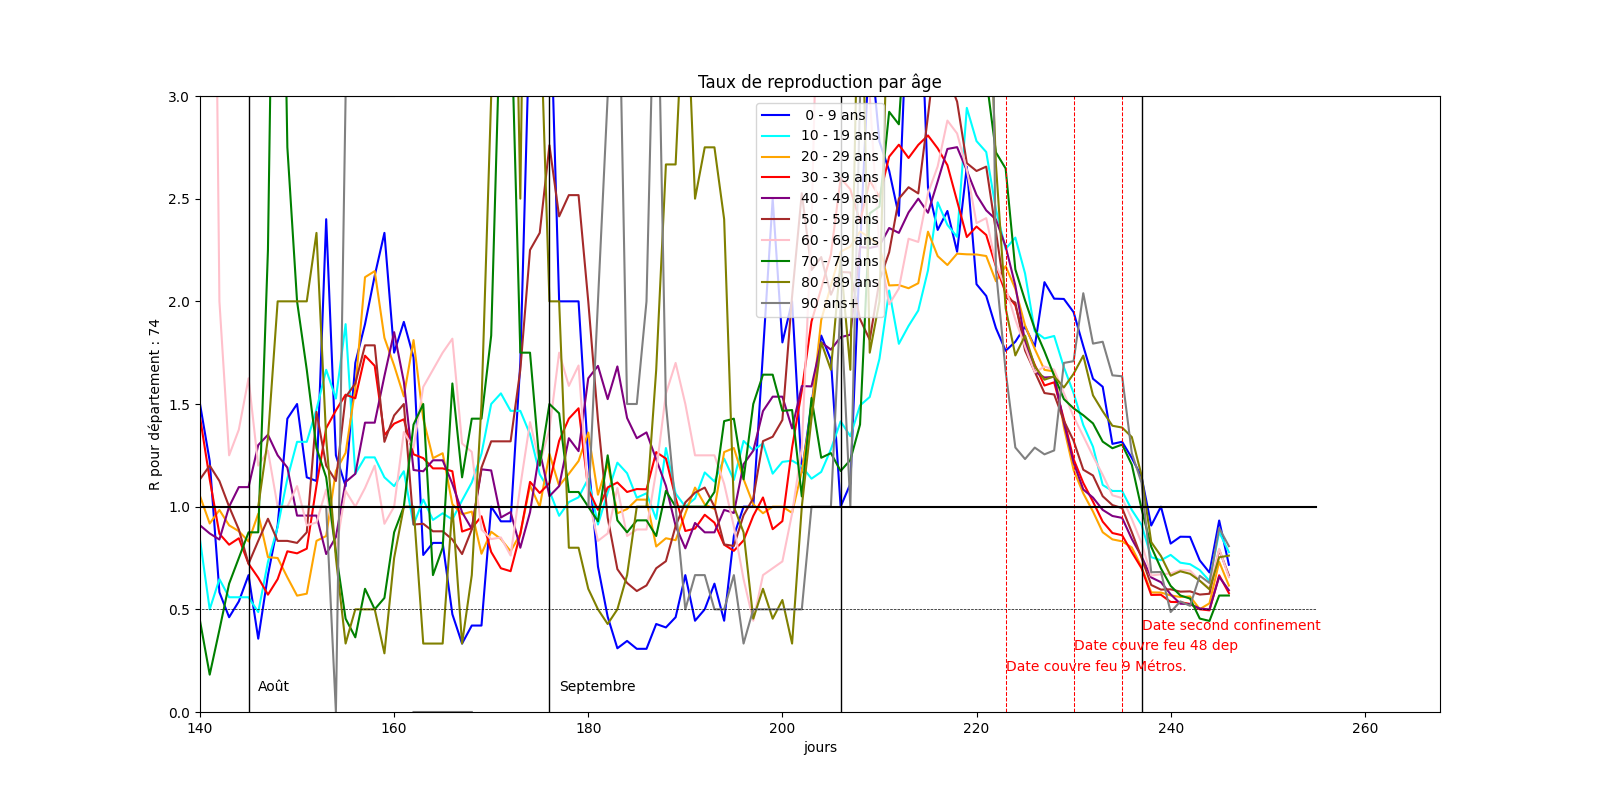 Taux de reproduction par âge
R pour département : 74
3.0
2.5
2.0
1.5
1.0
0.5
0.0
0 - 9 ans
10 - 19 ans
20 - 29 ans
30 - 39 ans
40 - 49 ans
50 - 59 ans
60 - 69 ans
70 - 79 ans
80 - 89 ans
90 ans+
Date second confinement
Date couvre feu 48 dep
Date couvre feu 9 Métros.
Août
Septembre
140
160
180
200
220
240
260
jours